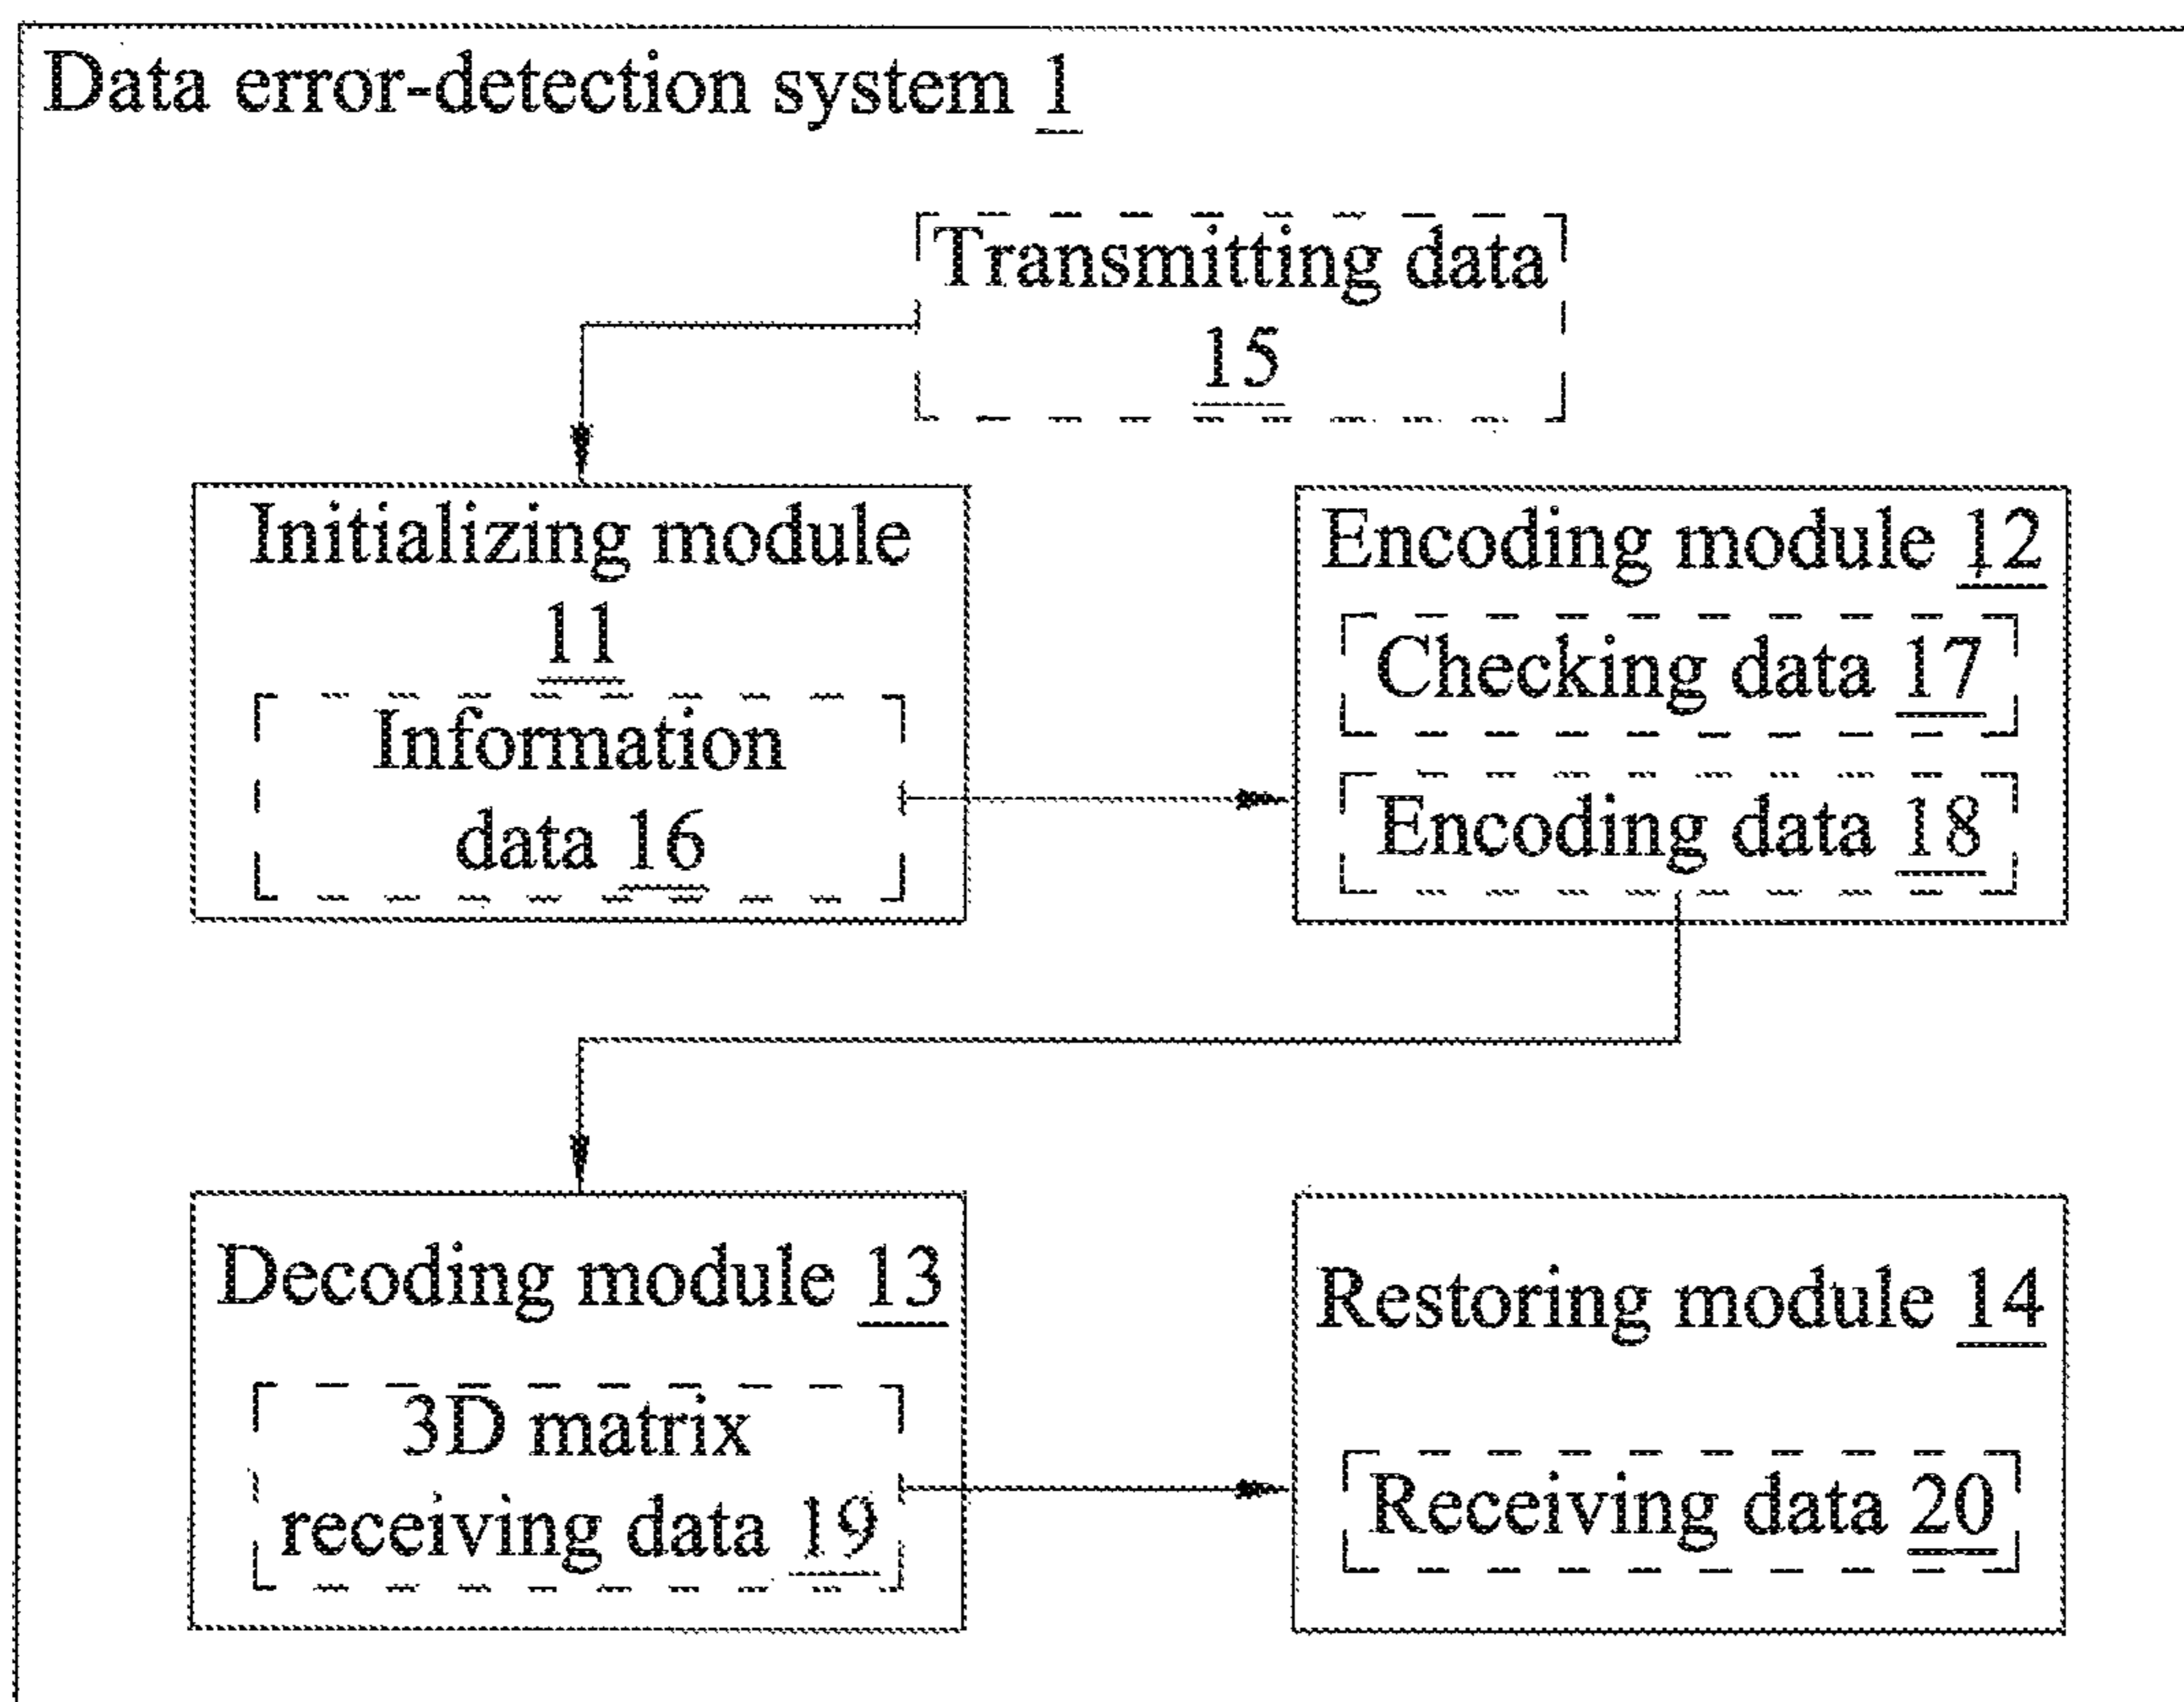 Data error-detection system 1
Transmitting data
15
Initializing module
11
Information
data 16
Encoding module 12
Checking data 17
Encoding data 18
Decoding module 13
3D matrix
receiving data 19
Restoring module 14
Receiving data 20